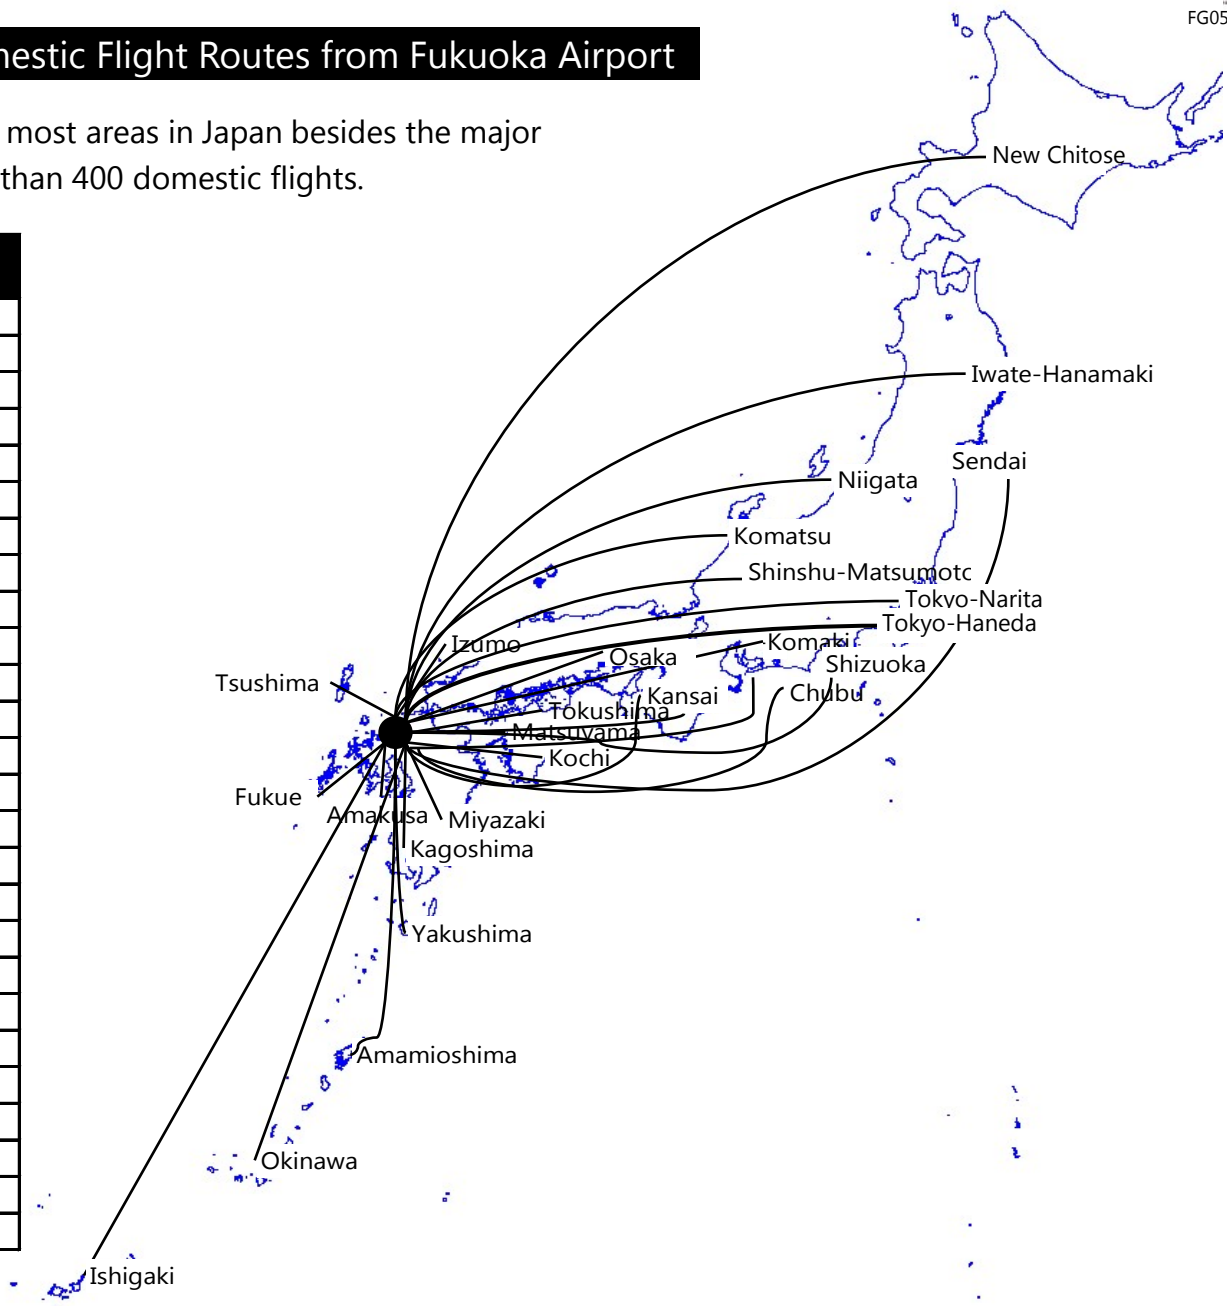 FG05
nestic Flight Routes from Fukuoka Airport
most areas in Japan besides the major
than 400 domestic flights.
New Chitose
Iwate-Hanamaki
Sendai
Niigata
Komatsu
Shinshu-Matsumoto
Tokyo-Narita
Tokyo-Haneda
Komaki
Izumo
Osaka
Shizuoka
Tsushima
Kansai
Chubu
Tokushima
Matsuyama
Kochi
Fukue
Amakusa
Miyazaki
Kagoshima
Yakushima
Amamioshima
Okinawa
Ishigaki